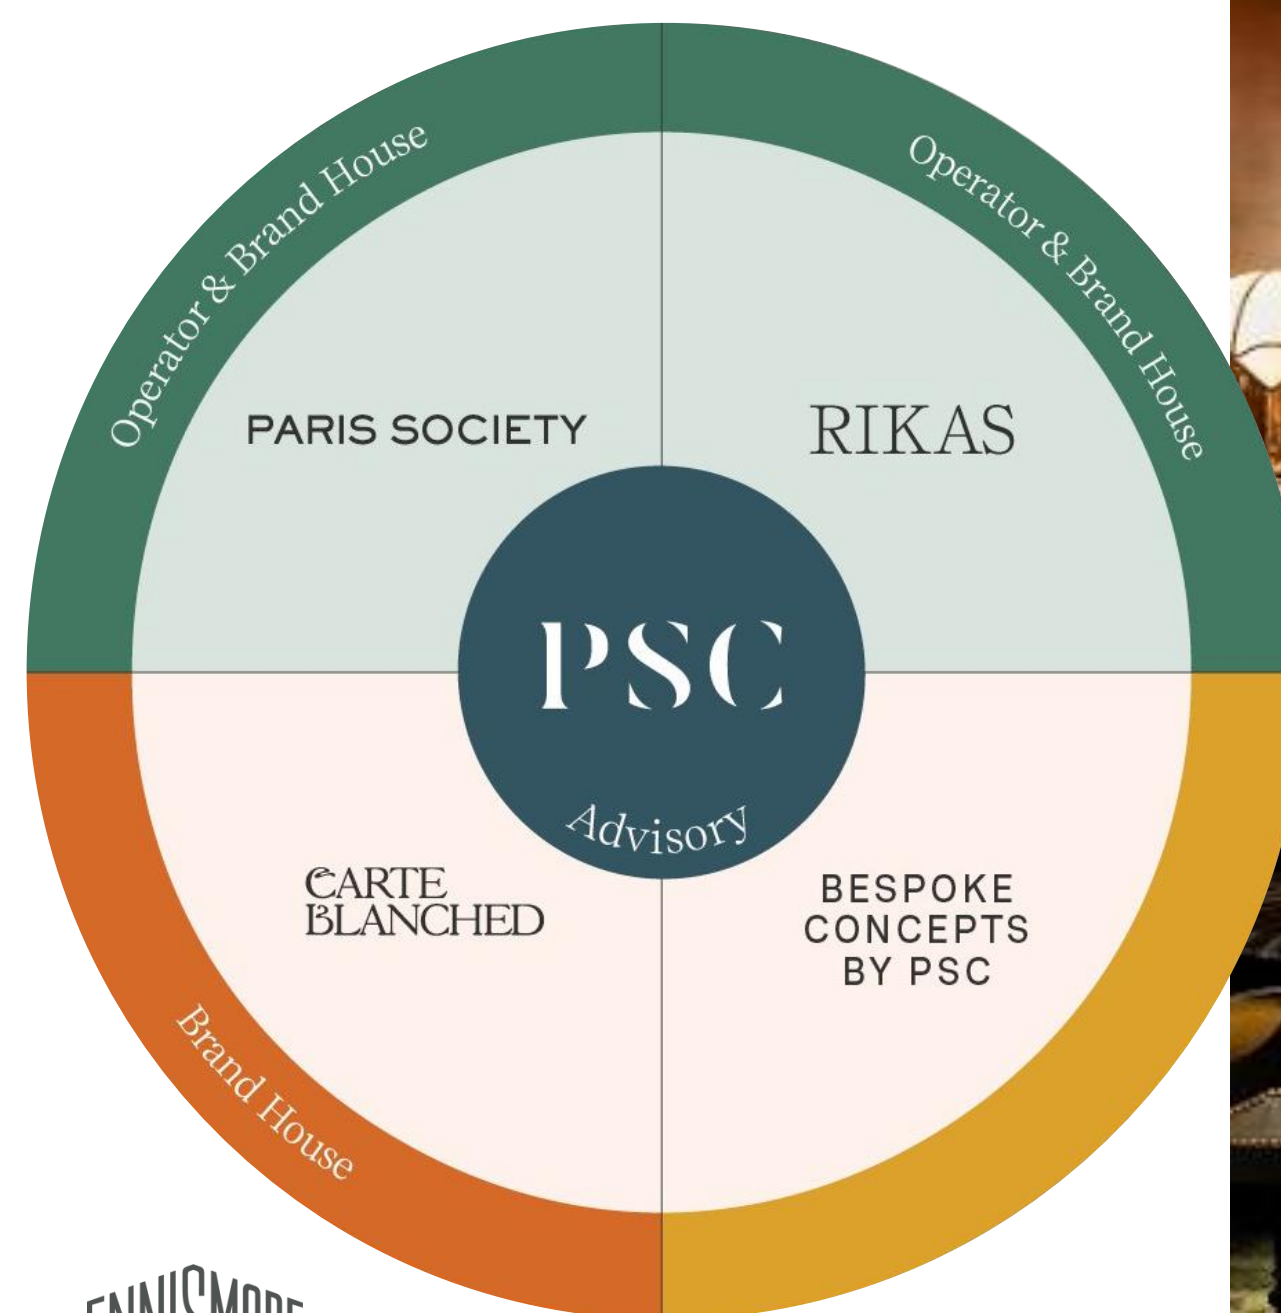 Operator & Brand House
Operator & Brand House
PARIS SOCIETY
RIKAS
PSC
Advisory
CARTE
BLANCHED
BESPOKE
CONCEPTS
BY PSC
Brand House
ENNISMORE